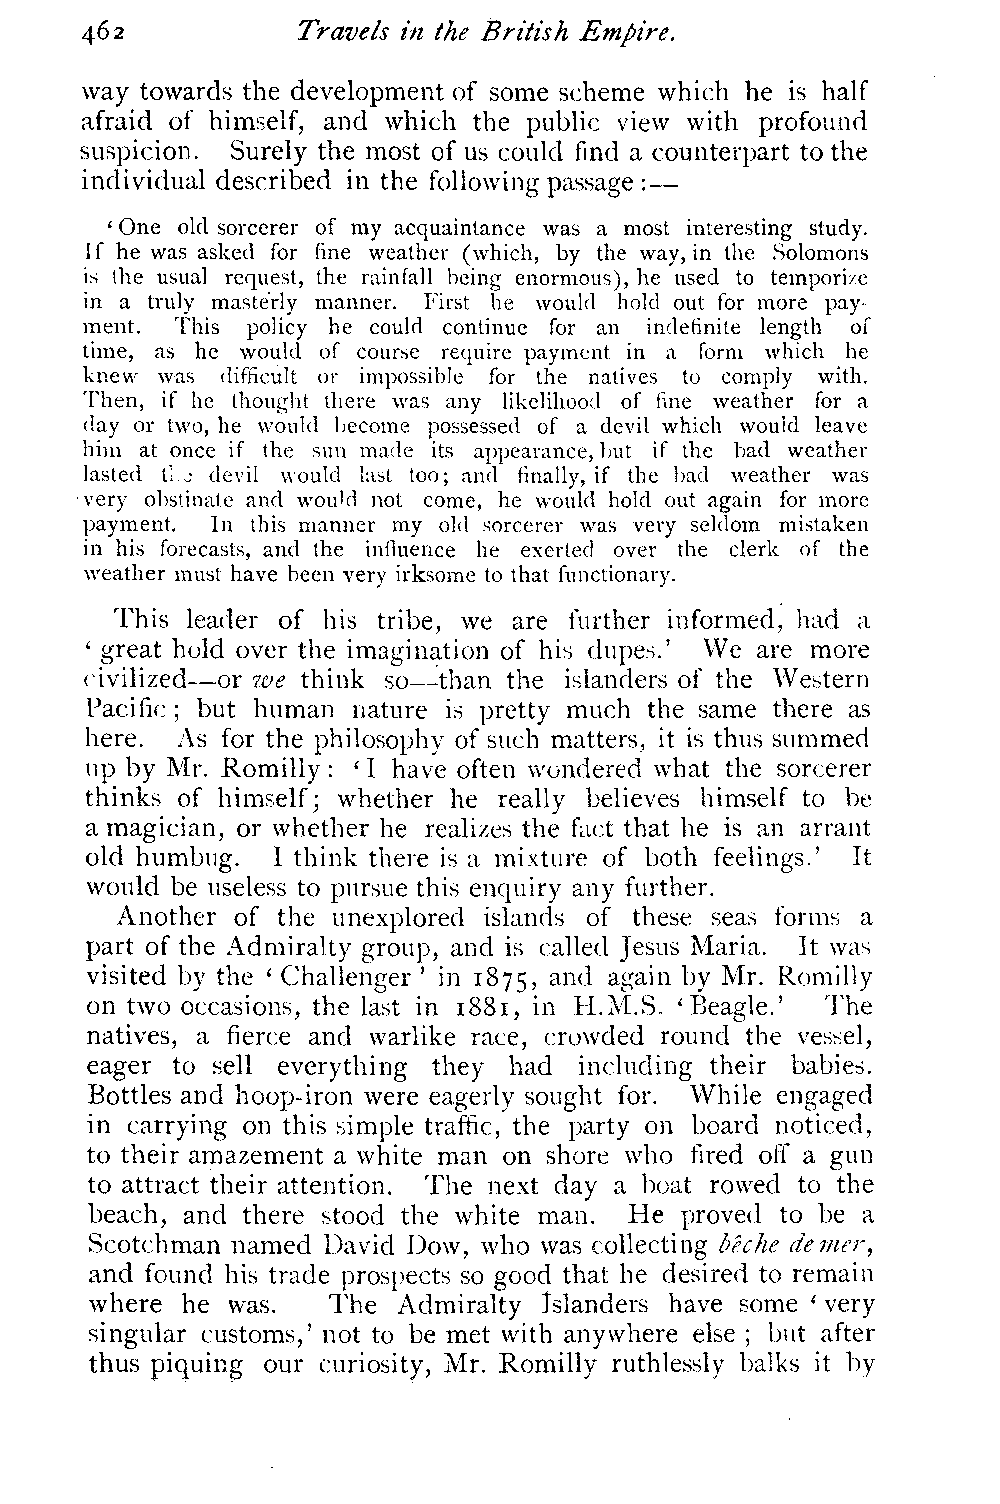 462 Travels in the British Empire.
way towards the development of some scheme which he is half
afraid of himself, and which the public view with profound
suspicion. Surely the most of us could find a counterpart to the
individual described in the following passage :—
‘One old sorcerer of my acquaintance was a most interesting study.
If he was asked for fine weather (which, by the way, in the Solomons
is the usual request, the rainfall being enormous), he used to temporize
in a truly masterly manner. First he would hold out for more pay-
ment. This policy he could continue for an indefinite length of
time, as he would of course require payment in a form which he
knew was difficult or impossible for the natives to comply with.
Then, if he thought there was any likelihood of fine weather for a
day or two, he would become possessed of a devil which would leave
him at once if the sun made its appearance, but if the bad weather
lasted the devil would last too; and finally, if the bad weather was
very obstinate and would not come, he would hold out again for more
payment. In this manner my old sorcerer was very seldom mistaken
in his forecasts, and the influence he exerted over the clerk of the
weather must have been very irksome to that functionary.
This leader of his tribe, we are further informed, had a
‘ great hold over the imagination of his dupes.’ We are more
civilized—or we think so—than the islanders of the Western
Pacific ; but human nature is pretty much the same there as
here. As for the philosophy of such matters, it is thus summed
up by Mr. Romilly : ‘ I have often wondered what the sorcerer
thinks of himself ; whether he really believes himself to be
a magician, or whether he realizes the fact that he is an arrant
old humbug. I think there is a mixture of both feelings.’ It
would be useless to pursue this enquiry any further.
Another of the unexplored islands of these seas forms a
part of the Admiralty group, and is called Jesus Maria. It was
visited by the ‘ Challenger ’ in 1875, and again by Mr. Romilly
on two occasions, the last in 1881, in H.M.S. ‘ Beagle.’ The
natives, a fierce and warlike race, crowded round the vessel,
eager to sell everything they had including their babies.
Bottles and hoop-iron were eagerly sought for. While engaged
in carrying on this simple traffic, the party on board noticed,
to their amazement a white man on shore who fired off a gun
to attract their attention. The next day a boat rowed to the
beach, and there stood the white man. He proved to be a
Scotchman named David Dow, who was collecting bêche de mer,
and found his trade prospects so good that he desired to remain
where he was. The Admiralty Islanders have some ‘ very
singular customs,’ not to be met with anywhere else ; but after
thus piquing our curiosity, Mr. Romilly ruthlessly balks it by